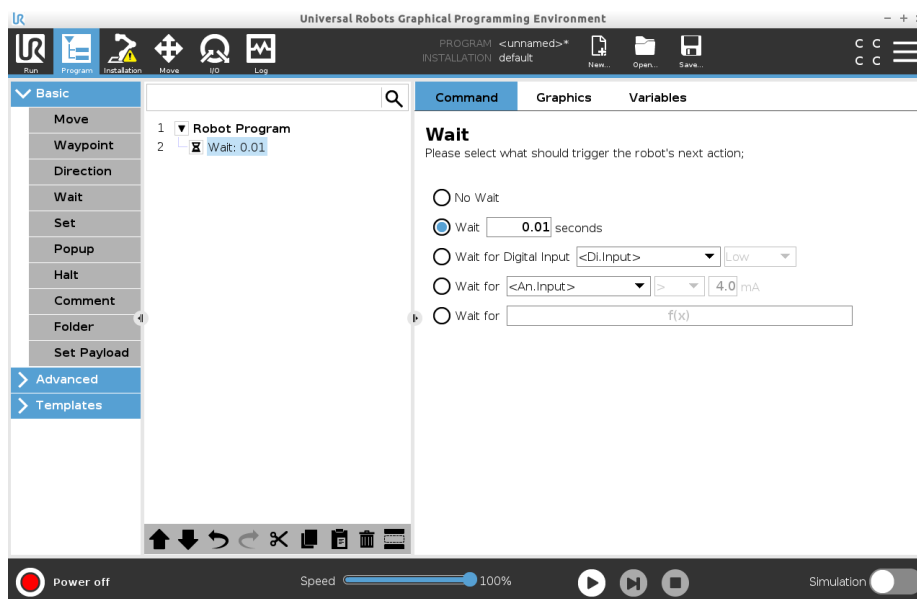 UR Universal Robots Graphical Programming Environment
UR
Run Program Installation Move I/O Log
PROGRAM <unnamed>*
INSTALLATION default
New... Open... Save...
C C
C C
Basic
Move
Waypoint
Direction
Wait
Set
Popup
Halt
Comment
Folder
Set Payload
Advanced
Templates
1 Robot Program
2 Wait: 0.01
Command Graphics Variables
Wait
Please select what should trigger the robot's next action;
No Wait
Wait 0.01 seconds
Wait for Digital Input <Di.Input> Low
Wait for <An.Input> > 4.0 mA
Wait for f(x)
Power off Speed 100% Simulation